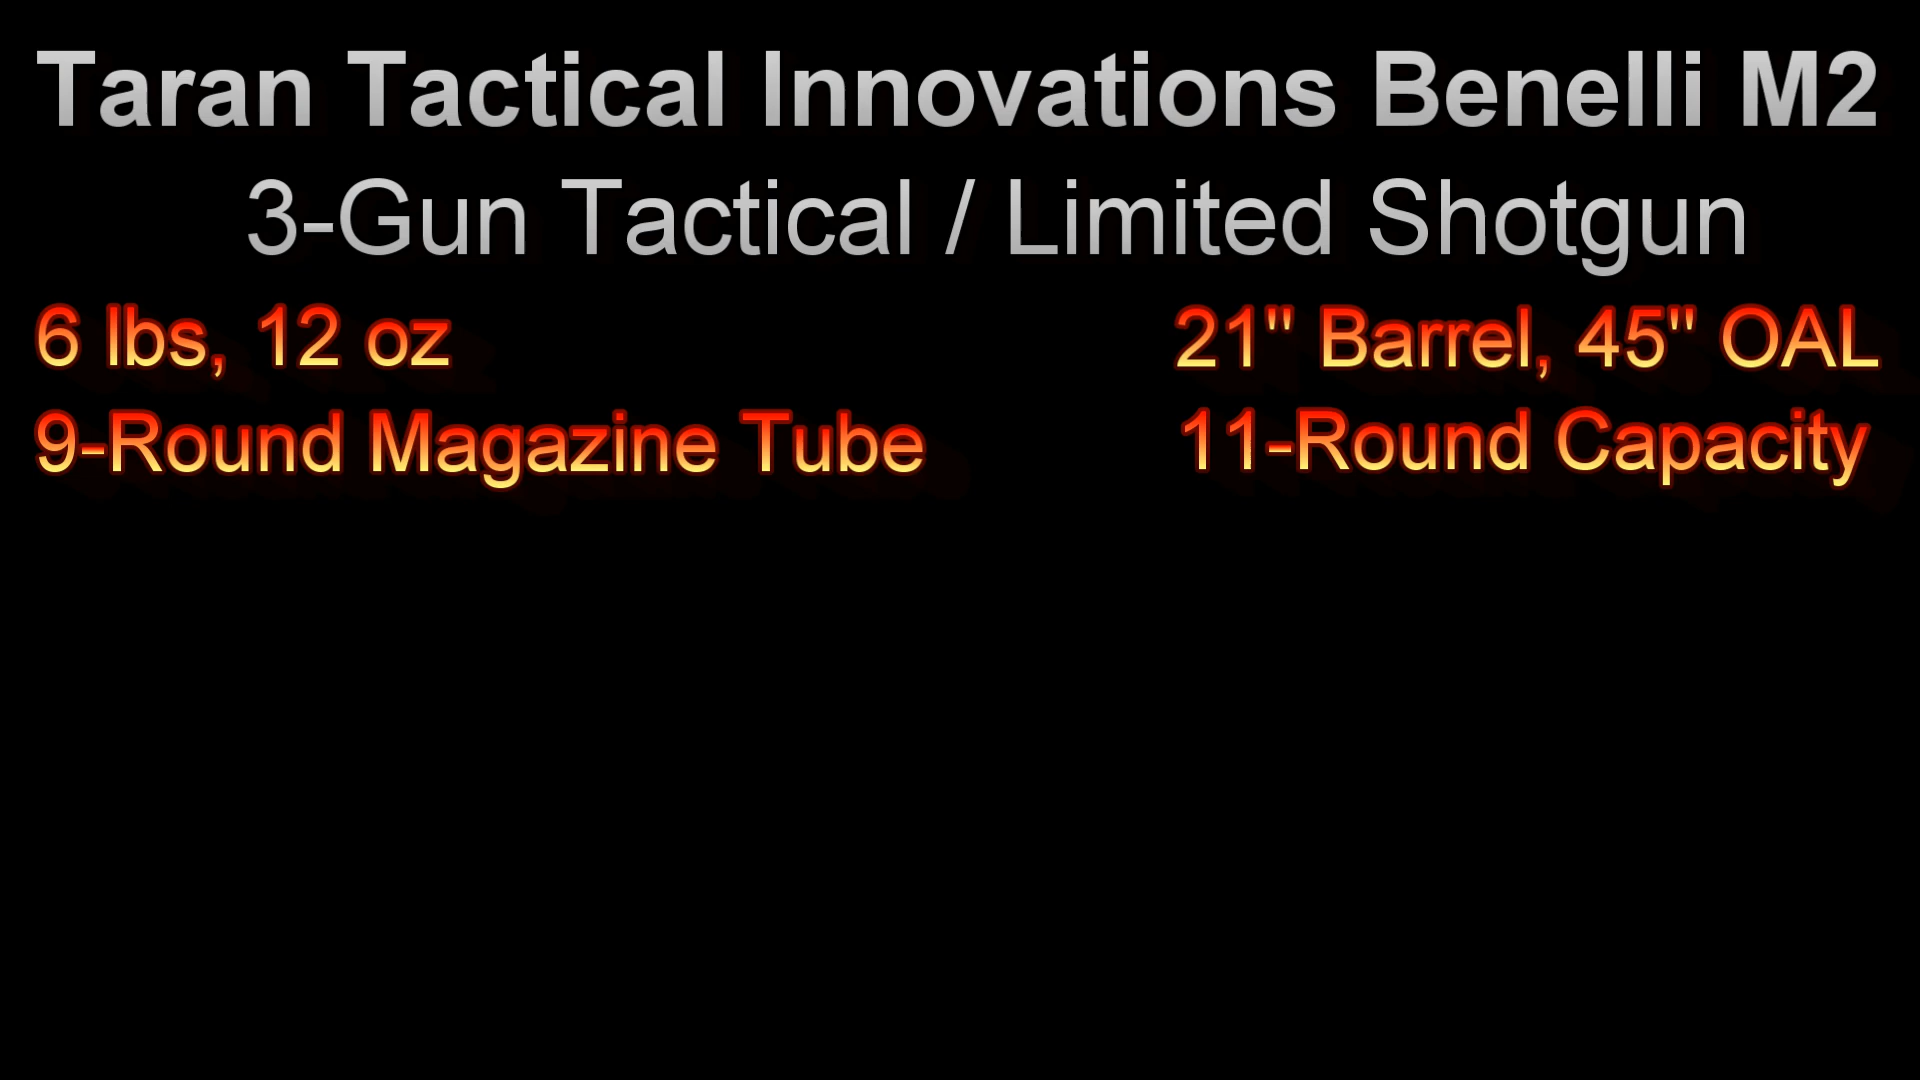 Taran Tactical Innovations Benelli M2
3-Gun Tactical / Limited Shotgun
6 lbs, 12 oz
21" Barrel, 45" OAL
9-Round Magazine Tube
11-Round Capacity